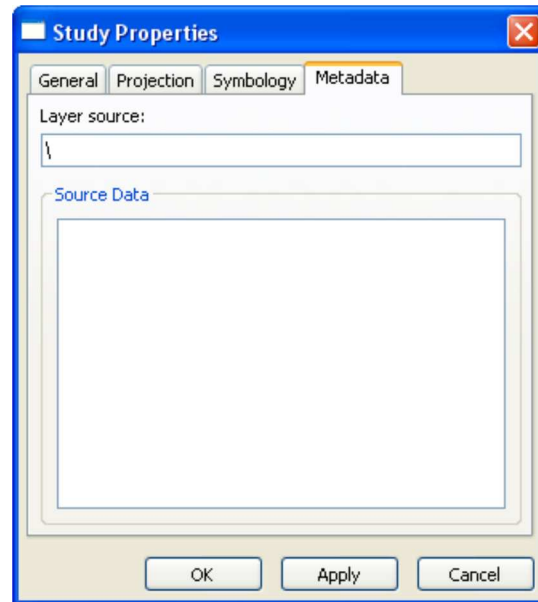 Study Properties
General Projection Symbology Metadata
Layer source:
\
Source Data
OK Apply Cancel